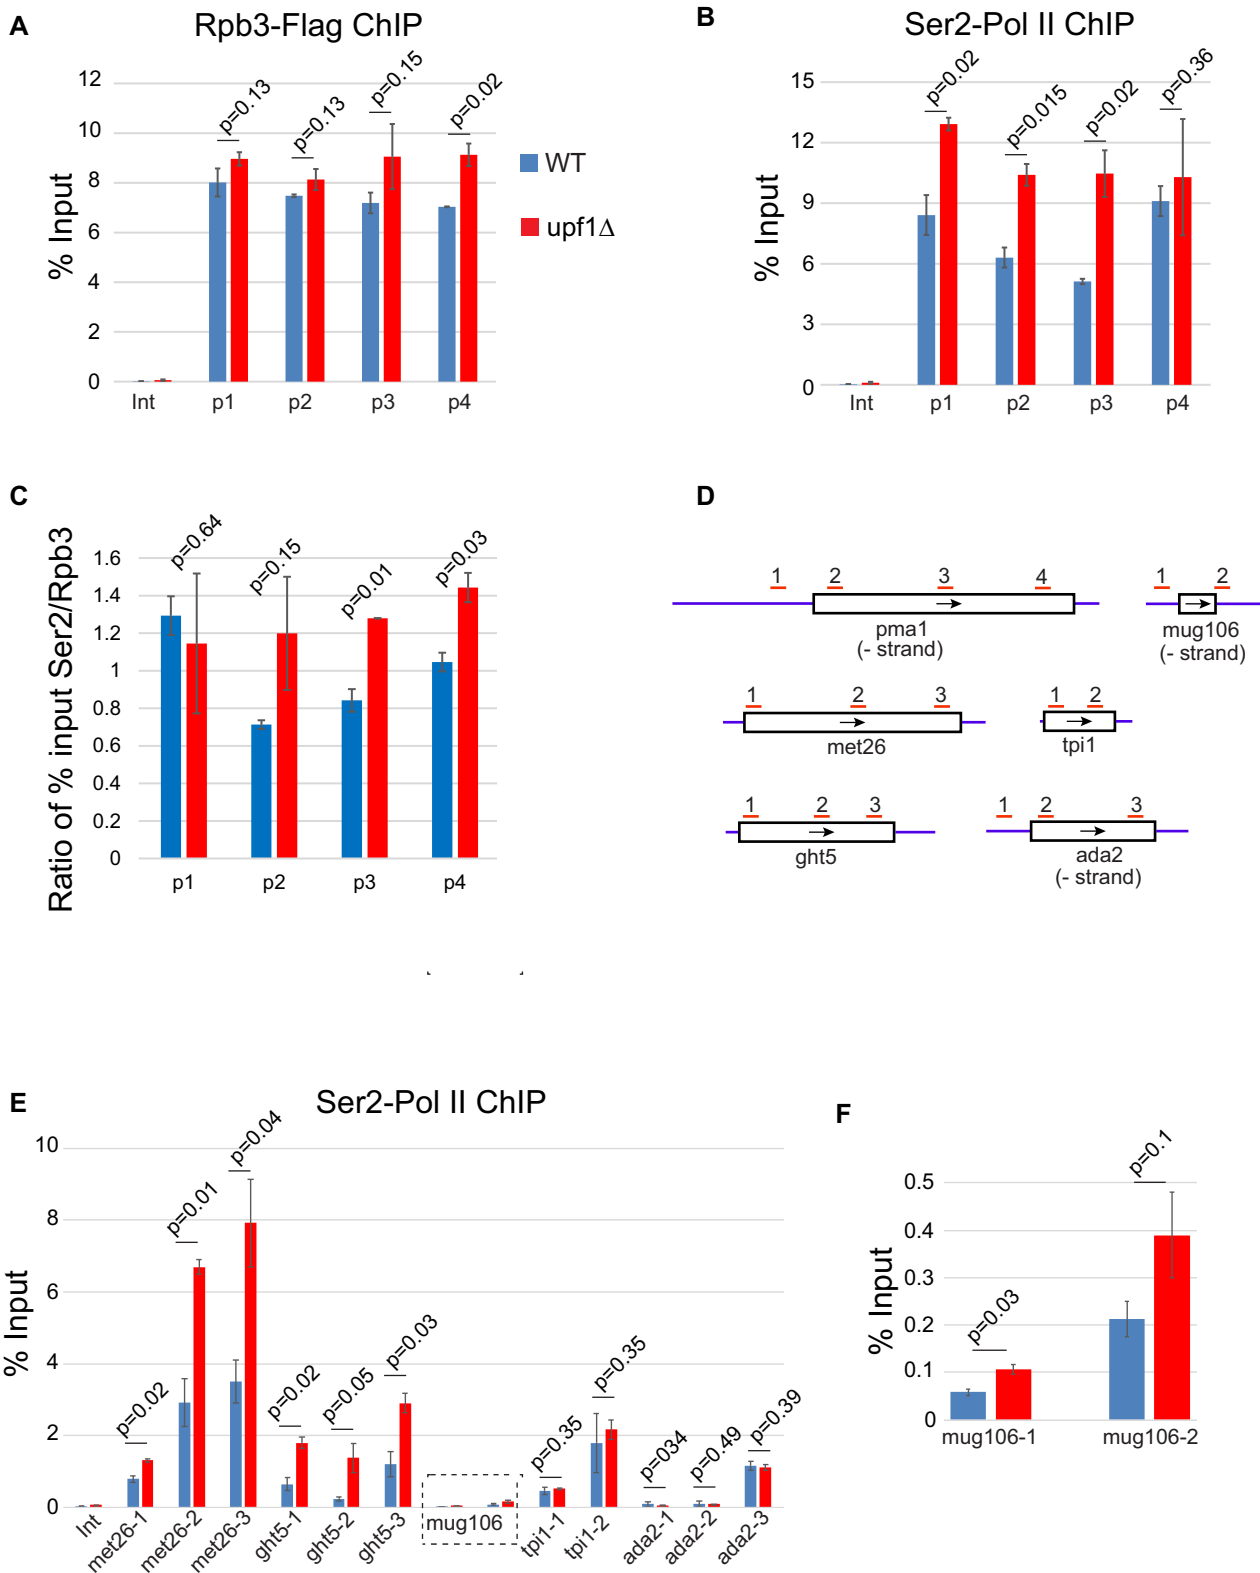 A
Rpb3-Flag ChIP
% Input
12
10
8
6
4
2
0
p=0.13
p=0.13
p=0.15
p=0.02
Int
p1
p2
p3
p4
WT
upf1Δ
B
Ser2-Pol II ChIP
% Input
15
12
9
6
3
0
p=0.02
p=0.015
p=0.02
p=0.36
Int
p1
p2
p3
p4
C
Ratio of % input Ser2/Rpb3
1.6
1.4
1.2
1
0.8
0.6
0.4
0.2
0
p=0.64
p=0.15
p=0.01
p=0.03
p1
p2
p3
p4
D
1 2 3 4
pma1
(- strand)
1 2
mug106
(- strand)
1 2 3
met26
1 2
tpi1
1 2 3
ght5
1 2 3
ada2
(- strand)
E
Ser2-Pol II ChIP
% Input
10
8
6
4
2
0
p=0.02
p=0.01
p=0.04
p=0.02
p=0.05
p=0.03
p=0.35
p=0.35
p=034
p=0.49
p=0.39
Int
met26-1
met26-2
met26-3
ght5-1
ght5-2
ght5-3
mug106
tpi1-1
tpi1-2
ada2-1
ada2-2
ada2-3
F
% Input
0.5
0.4
0.3
0.2
0.1
0
p=0.03
p=0.1
mug106-1
mug106-2